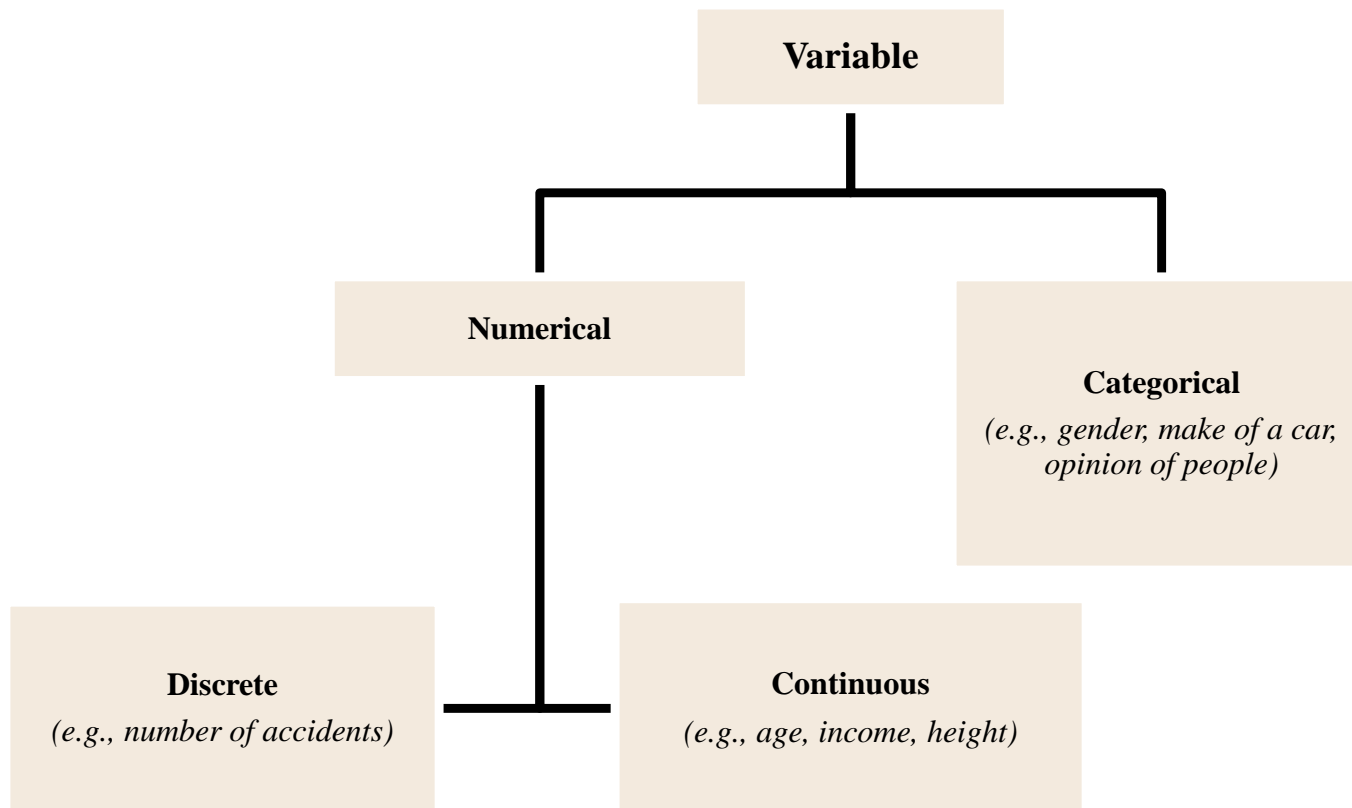 Variable
Numerical
Categorical
(e.g., gender, make of a car,
opinion of people)
Discrete
(e.g., number of accidents)
Continuous
(e.g., age, income, height)